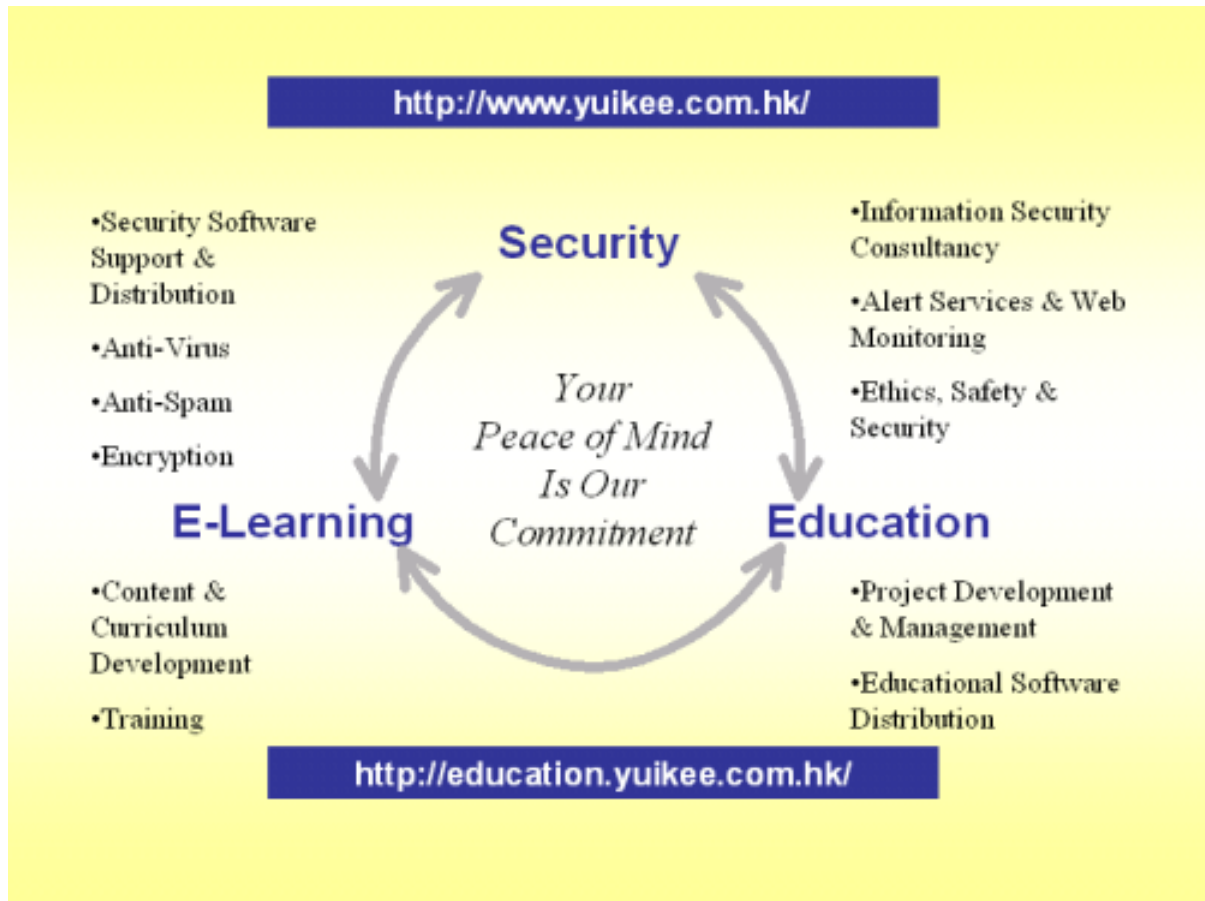 http://www.yuikee.com.hk/
•Security Software
Support &
Distribution
•Anti-Virus
•Anti-Spam
•Encryption
Security
•Information Security
Consultancy
•Alert Services & Web
Monitoring
•Ethics, Safety &
Security
Your
Peace of Mind
Is Our
Commitment
E-Learning
Education
•Content &
Curriculum
Development
•Training
•Project Development
& Management
•Educational Software
Distribution
http://education.yuikee.com.hk/